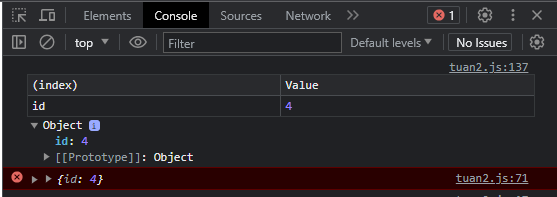 Elements Console Sources Network 1
top Filter Default levels No Issues
tuan2.js:137
(index) Value
id 4
Object i
id: 4
[[Prototype]]: Object
{id: 4} tuan2.js:71